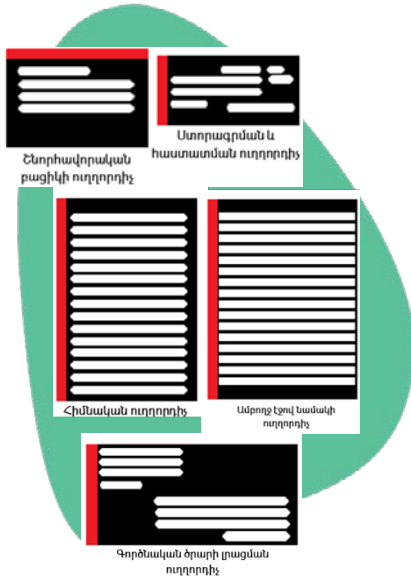 Շնորհավորական
բացիկի ուղղորդիչ
Ստորագրման և
հաստատման ուղղորդիչ
Հիմնական ուղղորդիչ
Ամբողջ էջով նամակի
ուղղորդիչ
Գործնական ծրարի լրացման
ուղղորդիչ